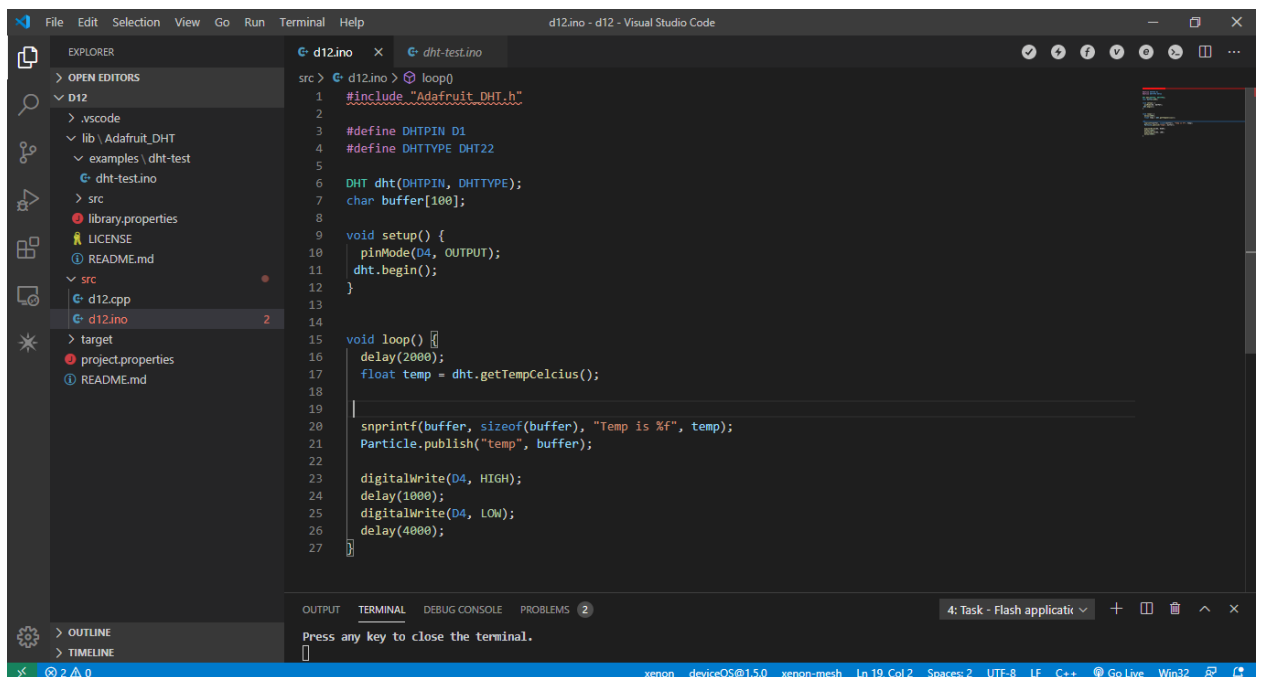 File Edit Selection View Go Run Terminal Help d12.ino - d12 - Visual Studio Code
EXPLORER
OPEN EDITORS
D12
.vscode
lib \ Adafruit_DHT
examples \ dht-test
dht-test.ino
src
library.properties
LICENSE
README.md
src
d12.cpp
d12.ino 2
target
project.properties
README.md
OUTLINE
TIMELINE
d12.ino dht-test.ino
src > d12.ino > loop()
1 #include "Adafruit_DHT.h"
2
3 #define DHTPIN D1
4 #define DHTTYPE DHT22
5
6 DHT dht(DHTPIN, DHTTYPE);
7 char buffer[100];
8
9 void setup() {
10 pinMode(D4, OUTPUT);
11 dht.begin();
12 }
13
14
15 void loop() {
16 delay(2000);
17 float temp = dht.getTempCelcius();
18
19
20 snprintf(buffer, sizeof(buffer), "Temp is %f", temp);
21 Particle.publish("temp", buffer);
22
23 digitalWrite(D4, HIGH);
24 delay(1000);
25 digitalWrite(D4, LOW);
26 delay(4000);
27 }
OUTPUT TERMINAL DEBUG CONSOLE PROBLEMS 2 4: Task - Flash applicatic
Press any key to close the terminal.
2 0 xenon deviceOS@1.5.0 xenon-mesh Ln 19, Col 2 Spaces: 2 UTF-8 LF C++ Go Live Win32